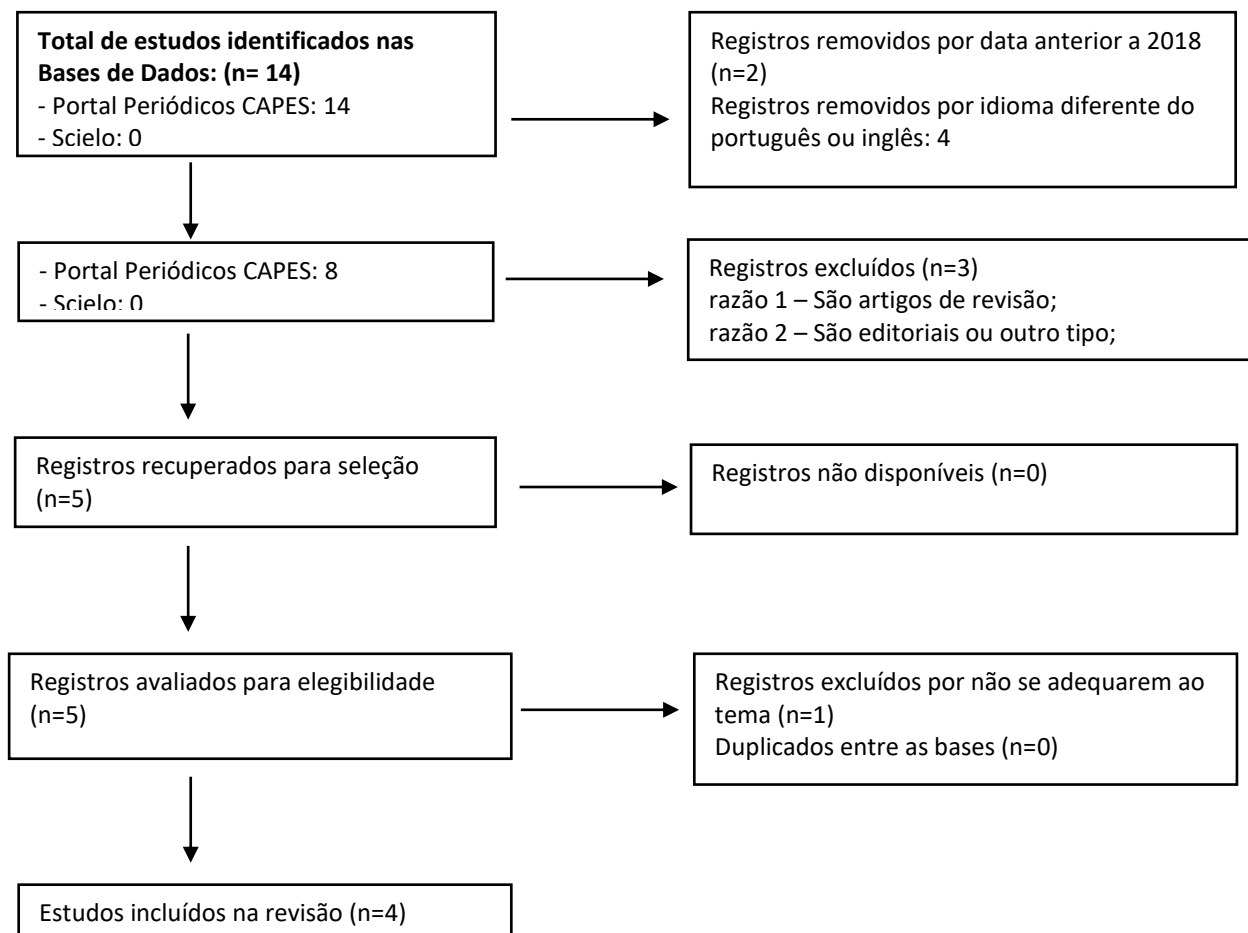 Total de estudos identificados nas
Bases de Dados: (n= 14)
- Portal Periódicos CAPES: 14
- Scielo: 0
Registros removidos por data anterior a 2018
(n=2)
Registros removidos por idioma diferente do
português ou inglês: 4
- Portal Periódicos CAPES: 8
- Scielo: 0
Registros excluídos (n=3)
razão 1 – São artigos de revisão;
razão 2 – São editoriais ou outro tipo;
Registros recuperados para seleção
(n=5)
Registros não disponíveis (n=0)
Registros avaliados para elegibilidade
(n=5)
Registros excluídos por não se adequarem ao
tema (n=1)
Duplicados entre as bases (n=0)
Estudos incluídos na revisão (n=4)